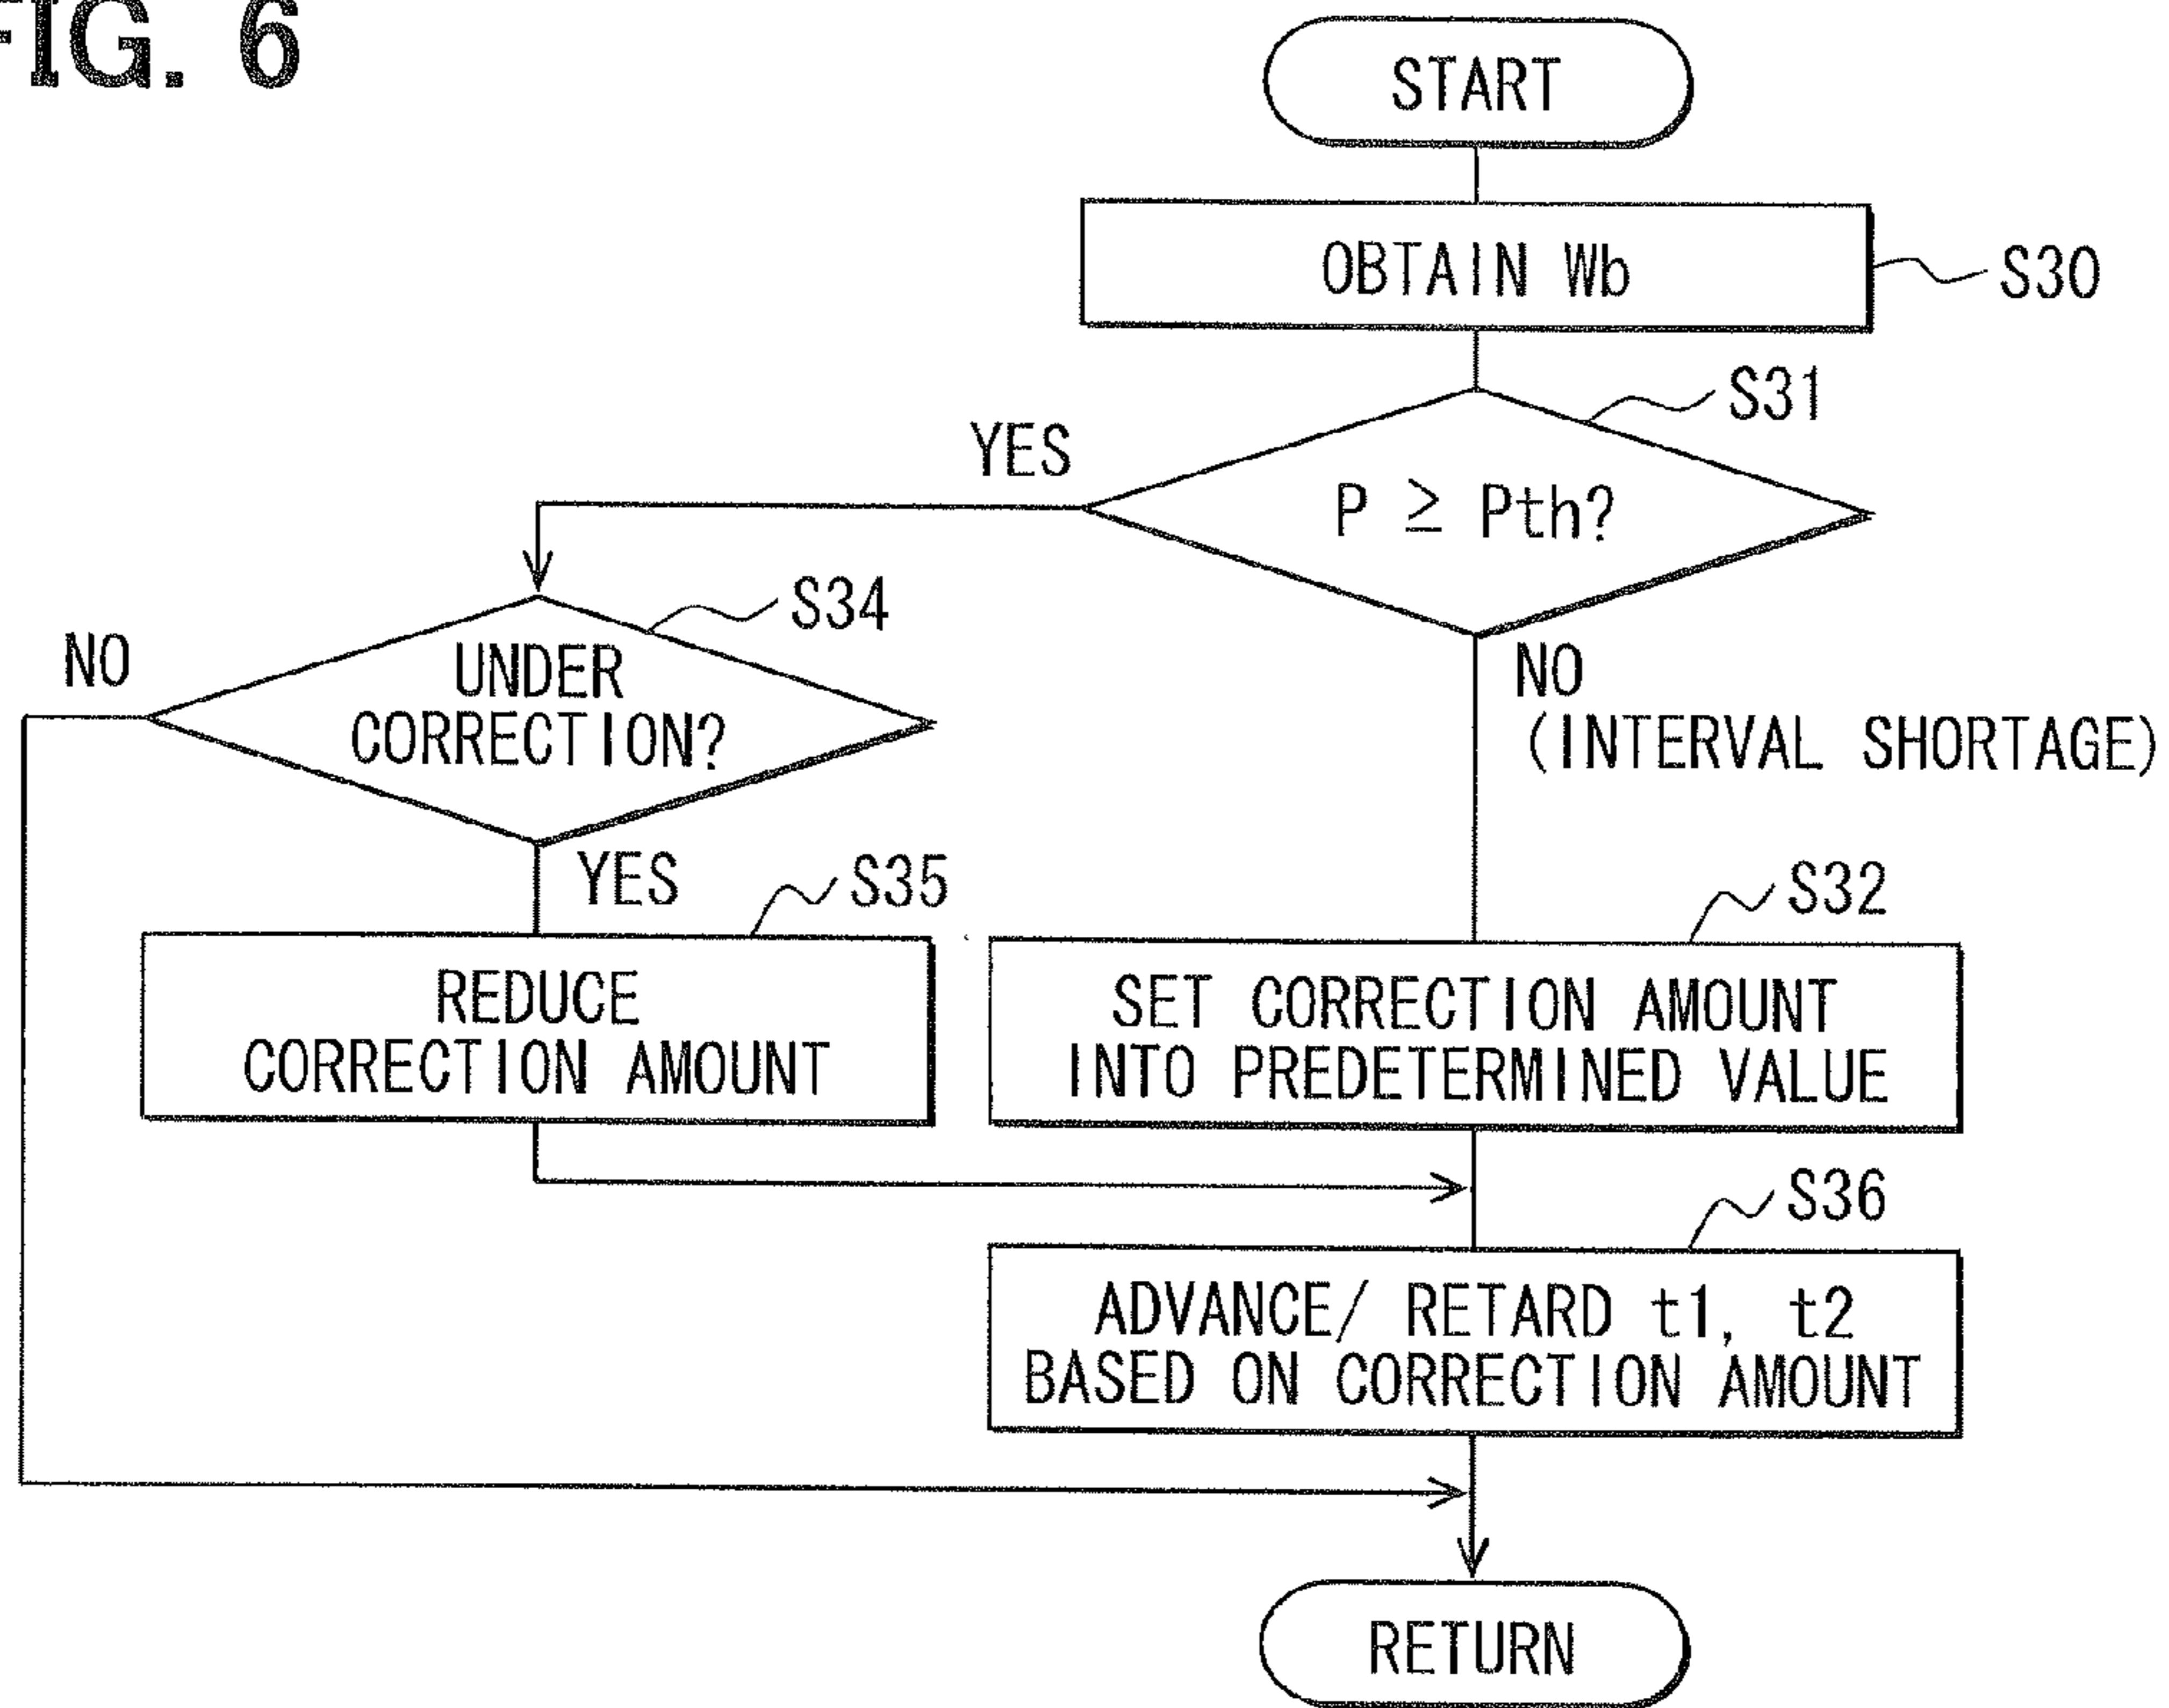 FIG. 6
START
OBTAIN Wb
S30
S31
YES
P ≥ Pth?
S34
NO
UNDER
CORRECTION?
NO
(INTERVAL SHORTAGE)
YES
S35
S32
REDUCE
CORRECTION AMOUNT
SET CORRECTION AMOUNT
INTO PREDETERMINED VALUE
S36
ADVANCE/ RETARD t1, t2
BASED ON CORRECTION AMOUNT
RETURN